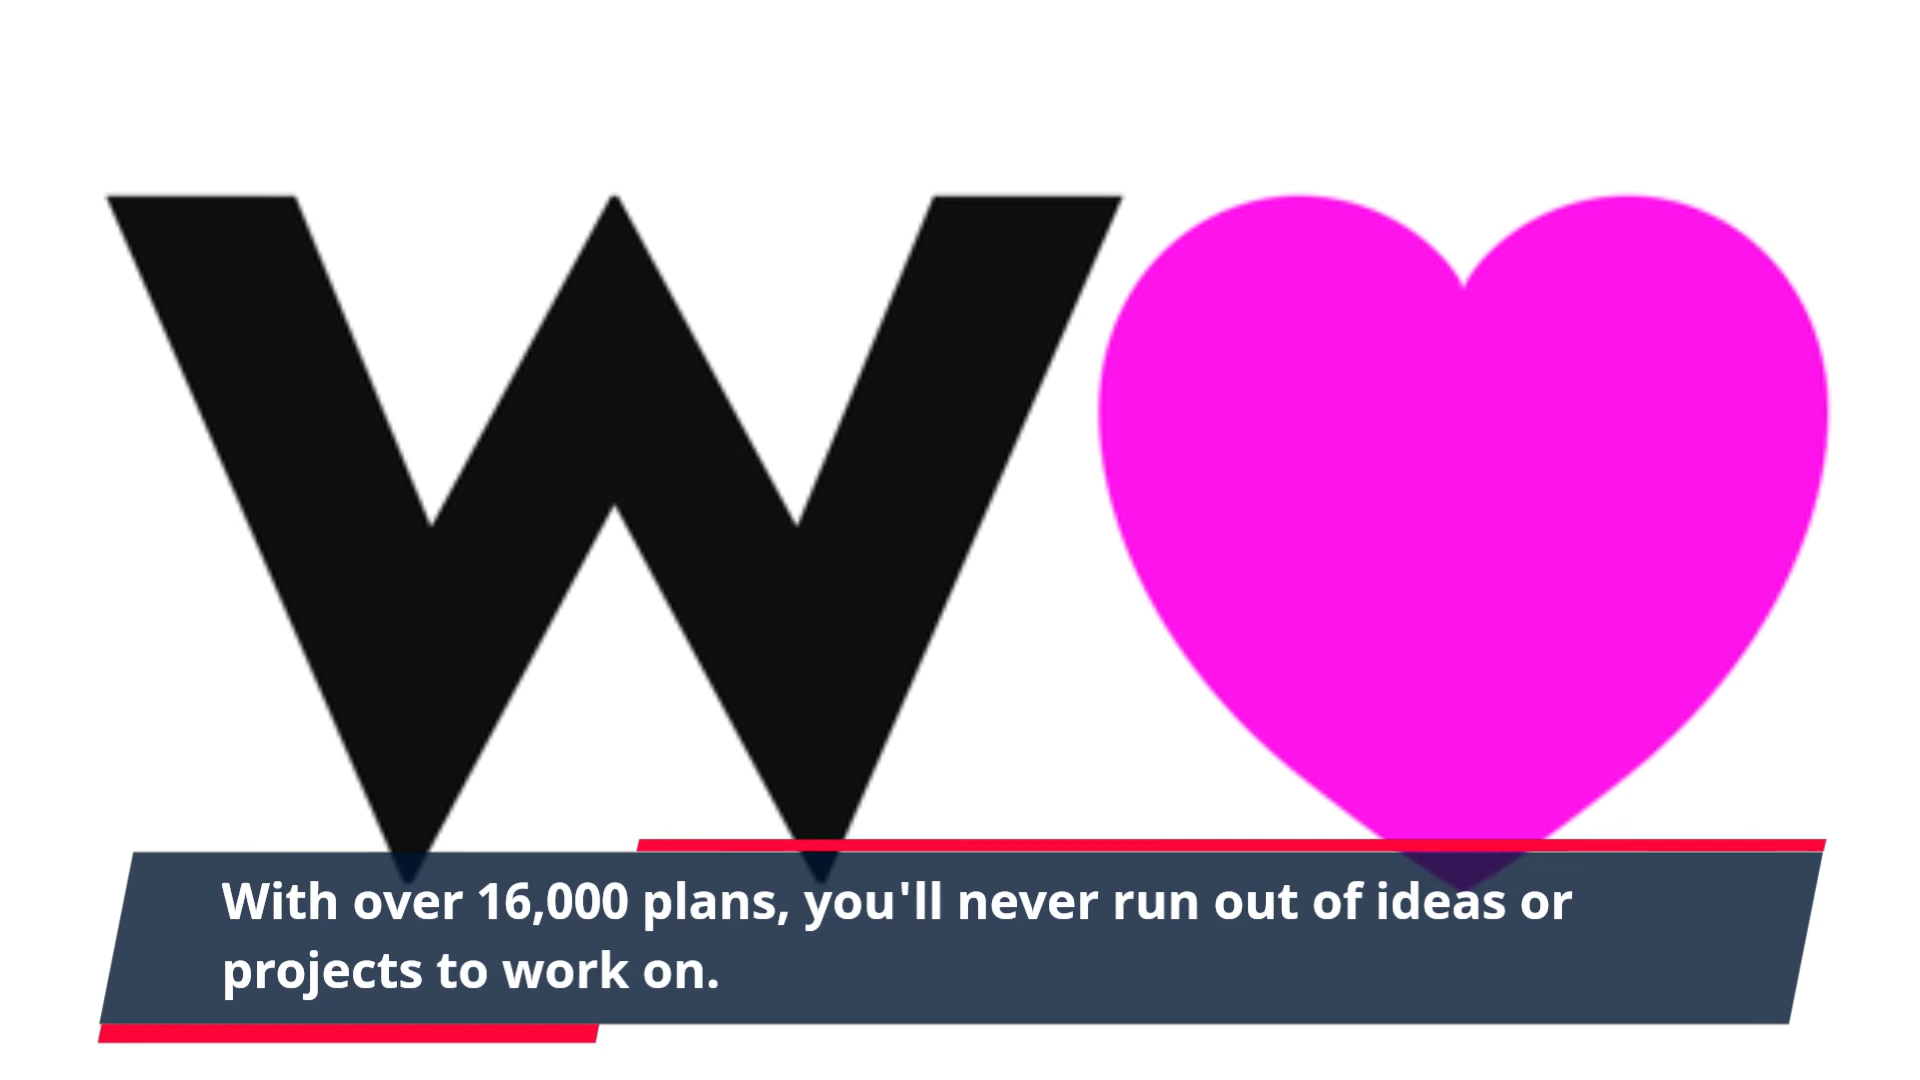 W
With over 16,000 plans, you'll never run out of ideas or
projects to work on.